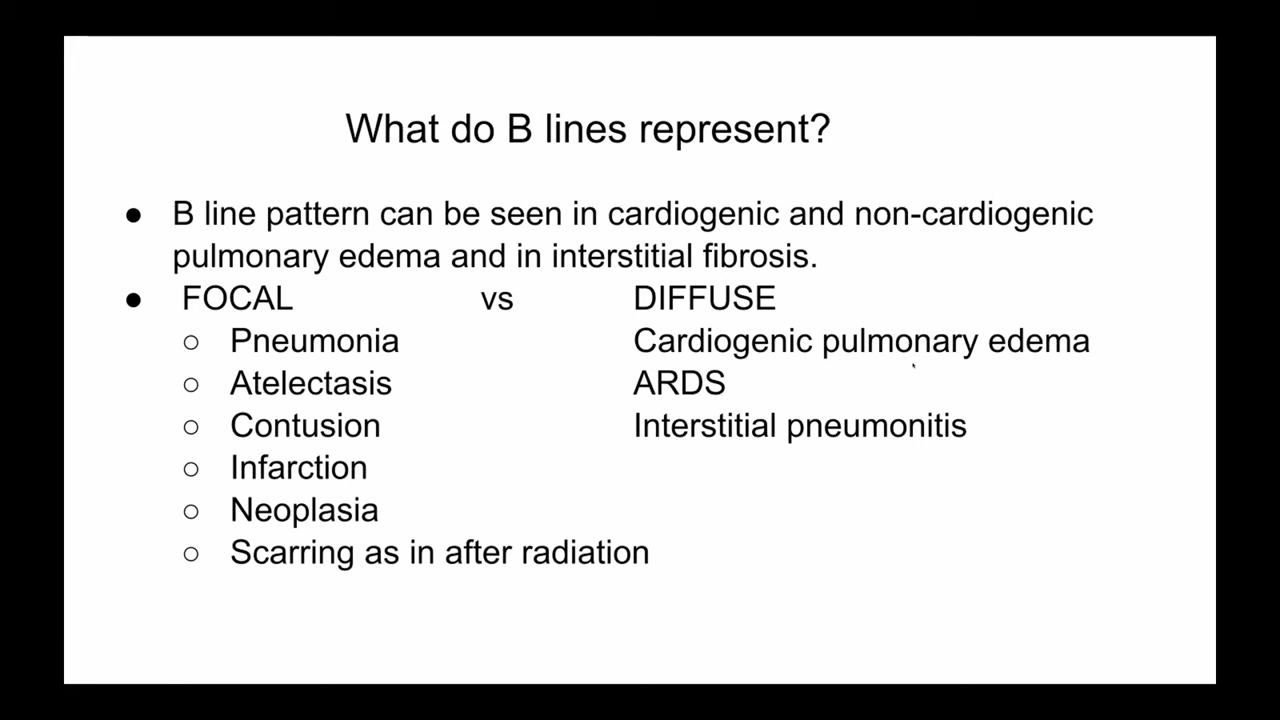 What do B lines represent?
● B line pattern can be seen in cardiogenic and non-cardiogenic
pulmonary edema and in interstitial fibrosis.
● FOCAL vs DIFFUSE
○ Pneumonia Cardiogenic pulmonary edema
○ Atelectasis ARDS
○ Contusion Interstitial pneumonitis
○ Infarction
○ Neoplasia
○ Scarring as in after radiation